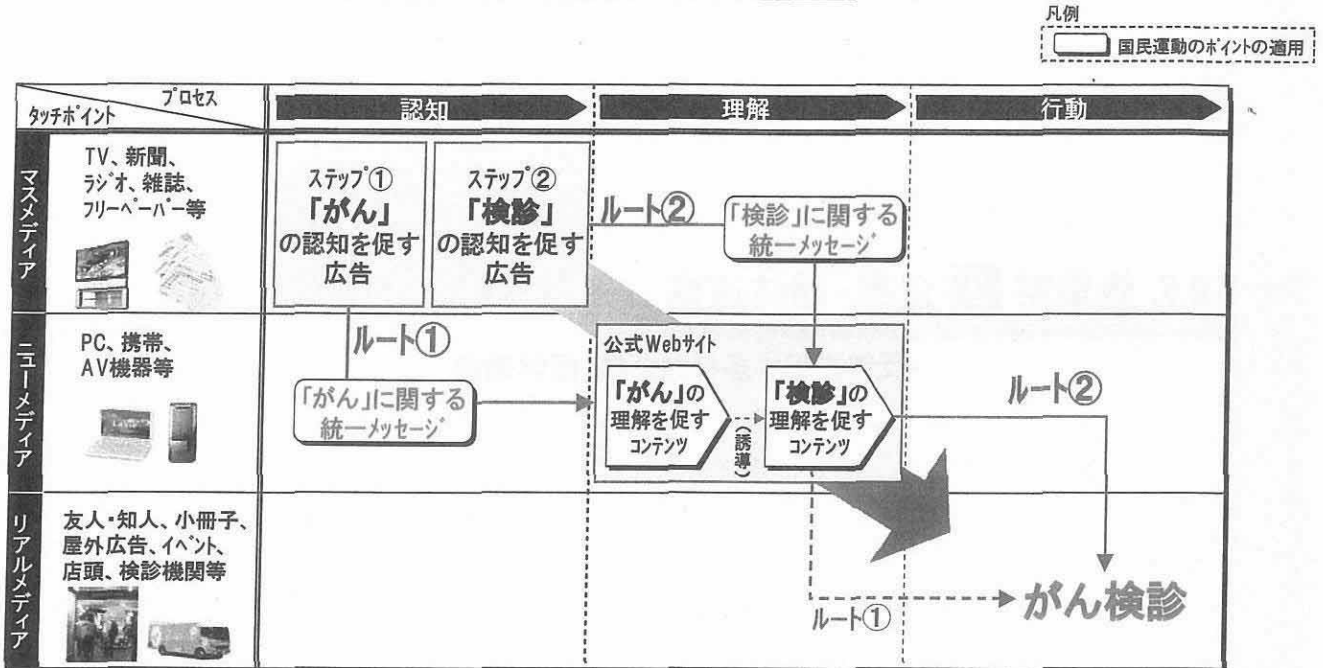 凡例
国民運動のポイントの適用
プロセス
タッチポイント
認知
理解
行動
マスメディア
TV、新聞、
ラジオ、雑誌、
フリーペーパー等
ステップ①
「がん」
の認知を促す
広告
ステップ②
「検診」
の認知を促す
広告
ルート②
「検診」に関する
統一メッセージ
ニューメディア
PC、携帯、
AV機器等
ルート①
「がん」に関する
統一メッセージ
公式Webサイト
「がん」の
理解を促す
コンテンツ
(誘導)
「検診」の
理解を促す
コンテンツ
ルート②
リアルメディア
友人・知人、小冊子、
屋外広告、イベント、
店頭、検診機関等
ルート①
がん検診